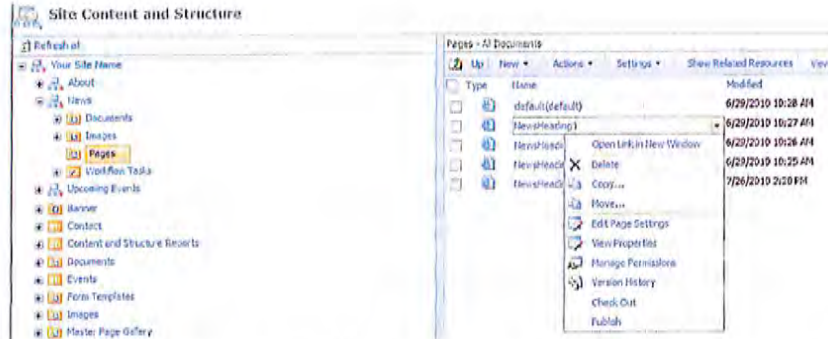 Site Content and Structure
Refresh all
Your Site Name
About
News
Documents
Images
Pages
Workflow Tasks
Upcoming Events
Banner
Contact
Content and Structure Reports
Documents
Events
Form Templates
Images
Master Page Gallery
Pages - All Documents
Up New Actions Settings Show Related Resources View
Type Name Modified
default(default) 6/29/2010 10:28 AM
NewsHeading1 6/29/2010 10:27 AM
NewsHeadi 6/29/2010 10:26 AM
NewsHeadi 6/29/2010 10:25 AM
NewsHeadi 7/26/2010 2:20 PM
Open Link in New Window
Delete
Copy...
Move...
Edit Page Settings
View Properties
Manage Permissions
Version History
Check Out
Publish